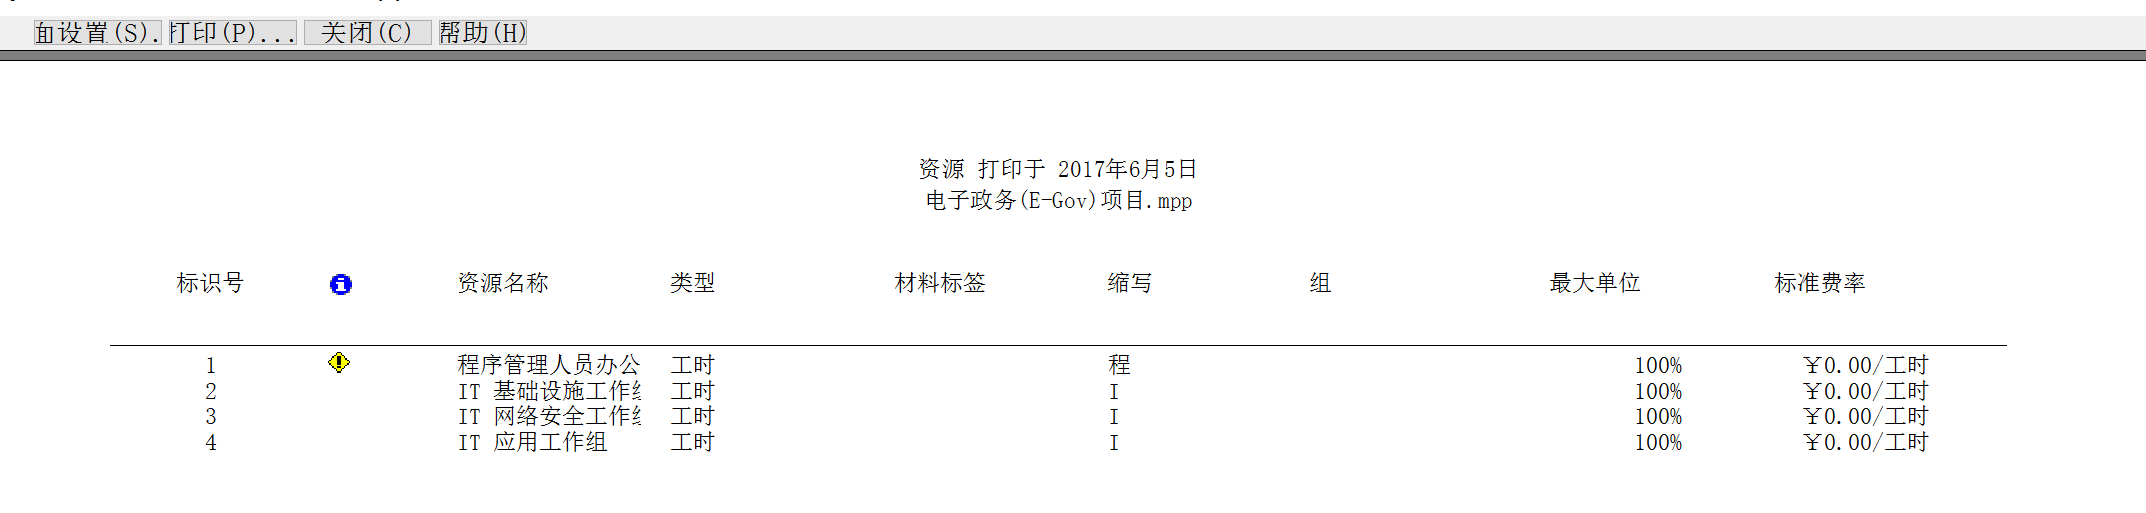 面设置(S). 打印(P)... 关闭(C) 帮助(H)
资源 打印于 2017年6月5日
电子政务(E-Gov)项目.mpp
标识号 资源名称 类型 材料标签 缩写 组 最大单位 标准费率
1 程序管理人员办公 工时 程 100% ¥0.00/工时
2 IT 基础设施工作 工时 I 100% ¥0.00/工时
3 IT 网络安全工作 工时 I 100% ¥0.00/工时
4 IT 应用工作组 工时 I 100% ¥0.00/工时